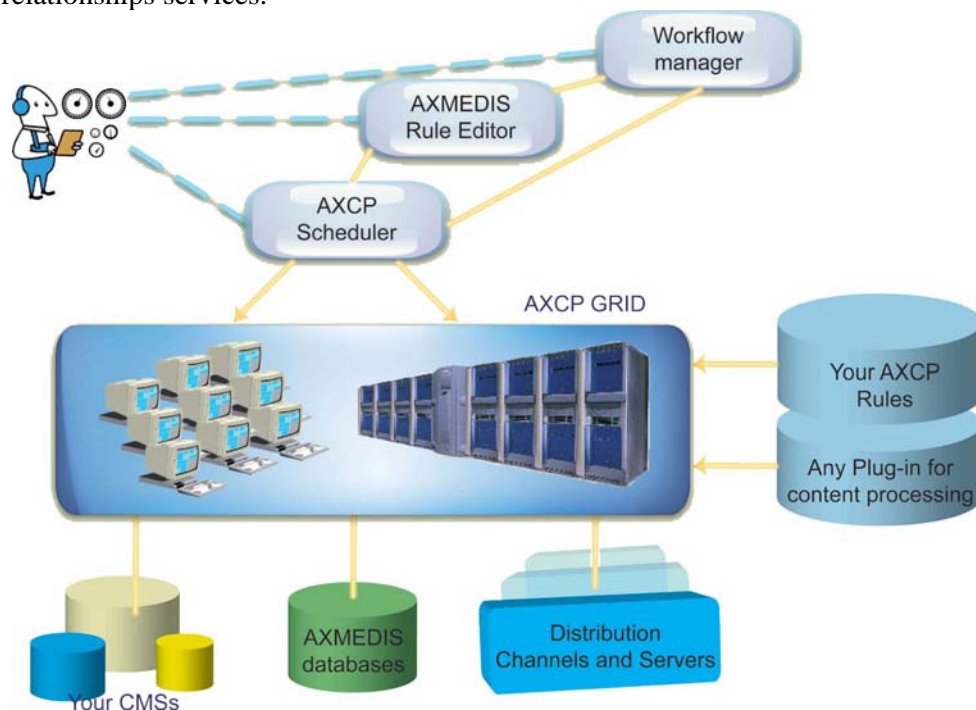 relationships services.
Workflow
manager
AXMEDIS
Rule Editor
AXCP
Scheduler
AXCP GRID
Your AXCP
Rules
Any Plug-in for
content processing
AXMEDIS
databases
Distribution
Channels and Servers
Your CMSs